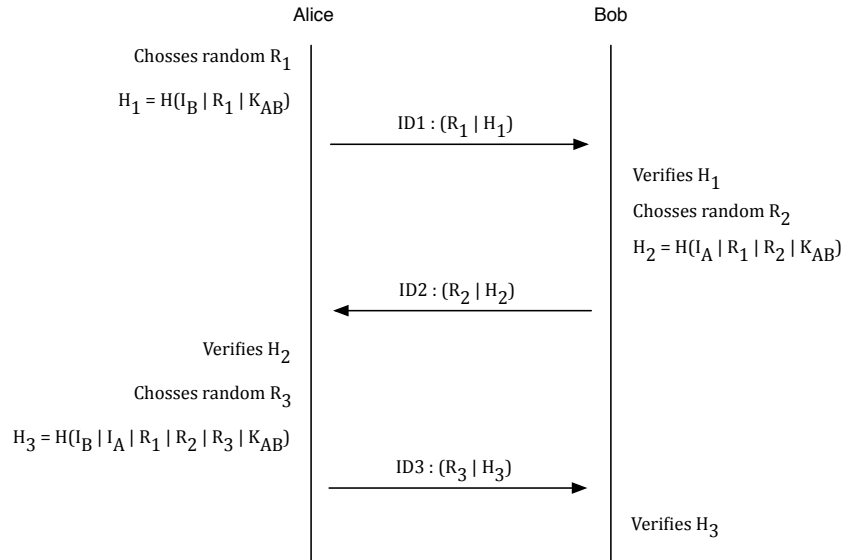 Alice
Bob
Chosses random R1
H1 = H(IB | R1 | KAB)
ID1 : (R1 | H1)
Verifies H1
Chosses random R2
H2 = H(IA | R1 | R2 | KAB)
ID2 : (R2 | H2)
Verifies H2
Chosses random R3
H3 = H(IB | IA | R1 | R2 | R3 | KAB)
ID3 : (R3 | H3)
Verifies H3